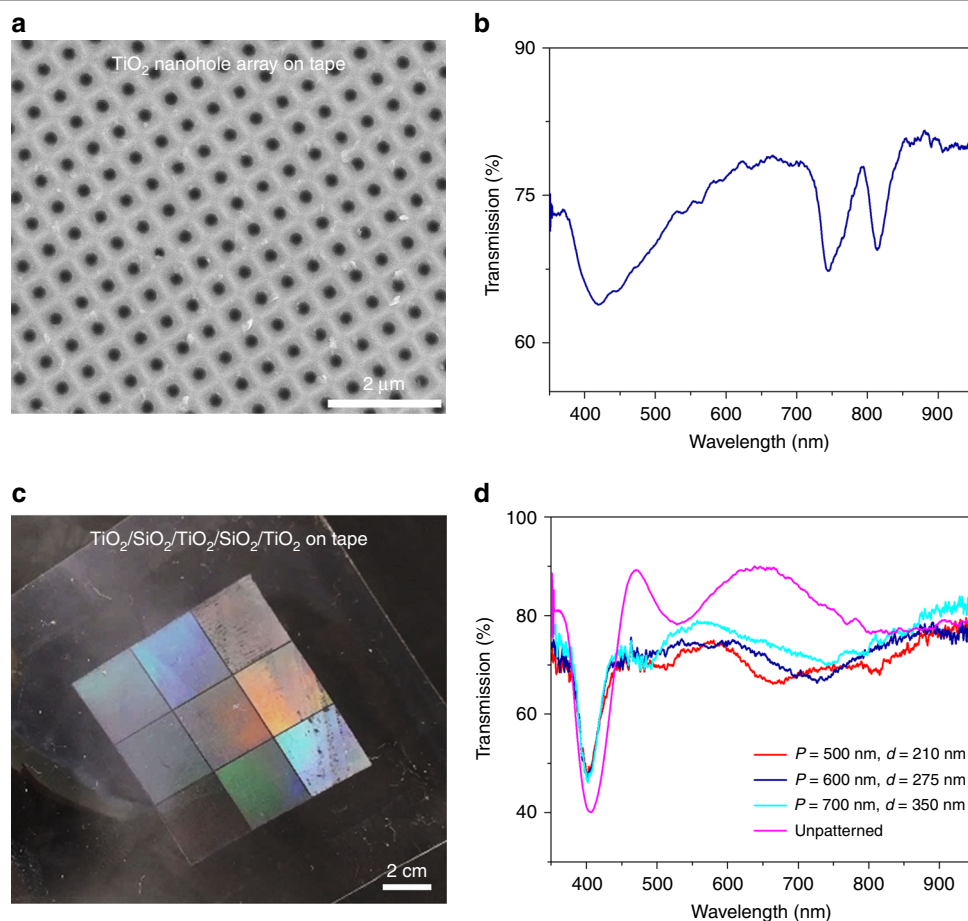 a
TiO₂ nanohole array on tape
2 μm
b
90
75
60
Transmission (%)
400 500 600 700 800 900
Wavelength (nm)
c
TiO₂/SiO₂/TiO₂/SiO₂/TiO₂ on tape
2 cm
d
100
80
60
40
Transmission (%)
P = 500 nm, d = 210 nm
P = 600 nm, d = 275 nm
P = 700 nm, d = 350 nm
Unpatterned
400 500 600 700 800 900
Wavelength (nm)